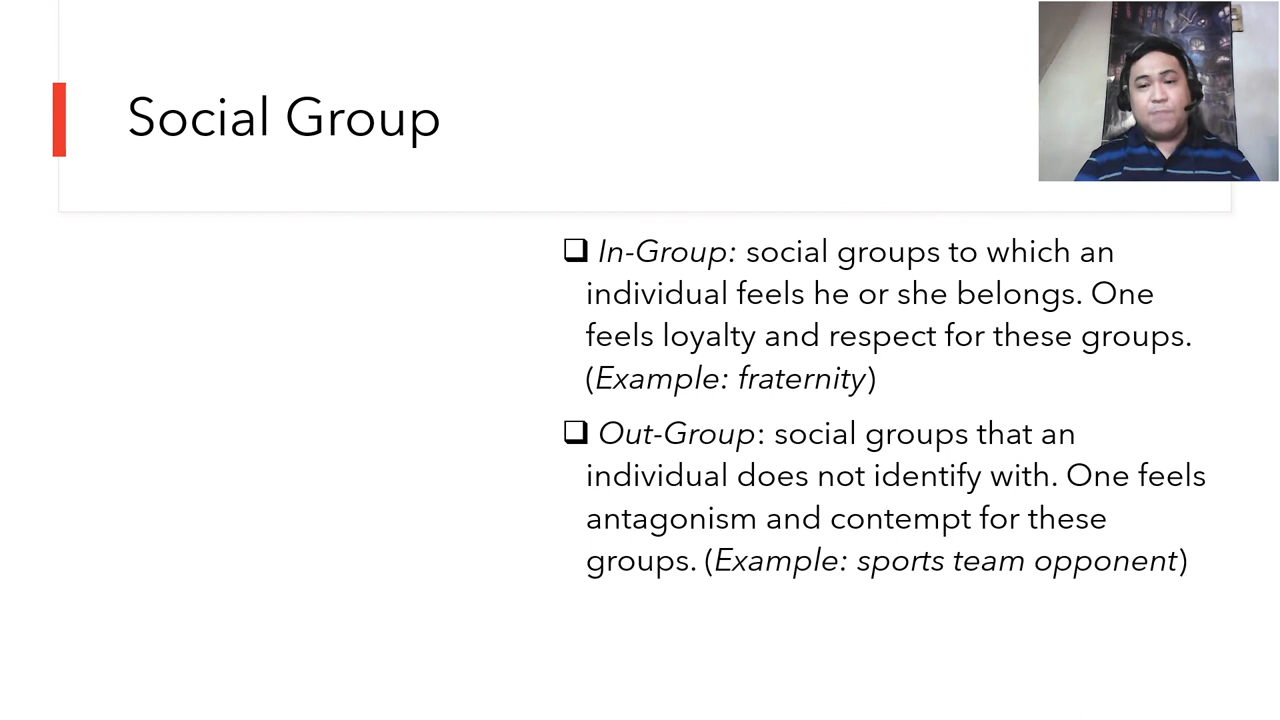 Social Group
❑ In-Group: social groups to which an
individual feels he or she belongs. One
feels loyalty and respect for these groups.
(Example: fraternity)
❑ Out-Group: social groups that an
individual does not identify with. One feels
antagonism and contempt for these
groups. (Example: sports team opponent)